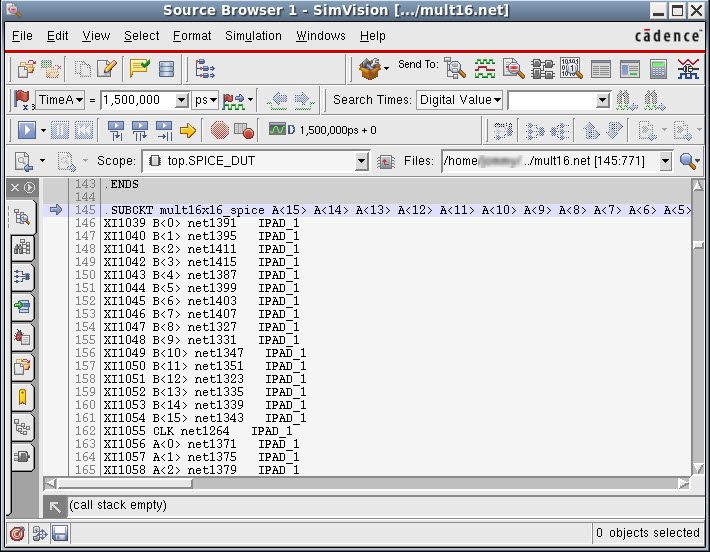 Source Browser 1 - SimVision [.../mult16.net]
File Edit View Select Format Simulation Windows Help cādence
Send To:
TimeA = 1,500,000 ps Search Times: Digital Value
D 1,500,000ps + 0
Scope: top.SPICE_DUT Files: /home/ /../mult16.net [145:771]
143 .ENDS
144
145 .SUBCKT mult16x16_spice A<15> A<14> A<13> A<12> A<11> A<10> A<9> A<8> A<7> A<6> A<5>
146 XI1039 B<0> net1391 IPAD_1
147 XI1040 B<1> net1395 IPAD_1
148 XI1041 B<2> net1411 IPAD_1
149 XI1042 B<3> net1415 IPAD_1
150 XI1043 B<4> net1387 IPAD_1
151 XI1044 B<5> net1399 IPAD_1
152 XI1045 B<6> net1403 IPAD_1
153 XI1046 B<7> net1407 IPAD_1
154 XI1047 B<8> net1327 IPAD_1
155 XI1048 B<9> net1331 IPAD_1
156 XI1049 B<10> net1347 IPAD_1
157 XI1050 B<11> net1351 IPAD_1
158 XI1051 B<12> net1323 IPAD_1
159 XI1052 B<13> net1335 IPAD_1
160 XI1053 B<14> net1339 IPAD_1
161 XI1054 B<15> net1343 IPAD_1
162 XI1055 CLK net1264 IPAD_1
163 XI1056 A<0> net1371 IPAD_1
164 XI1057 A<1> net1375 IPAD_1
165 XI1058 A<2> net1379 IPAD_1
(call stack empty)
0 objects selected